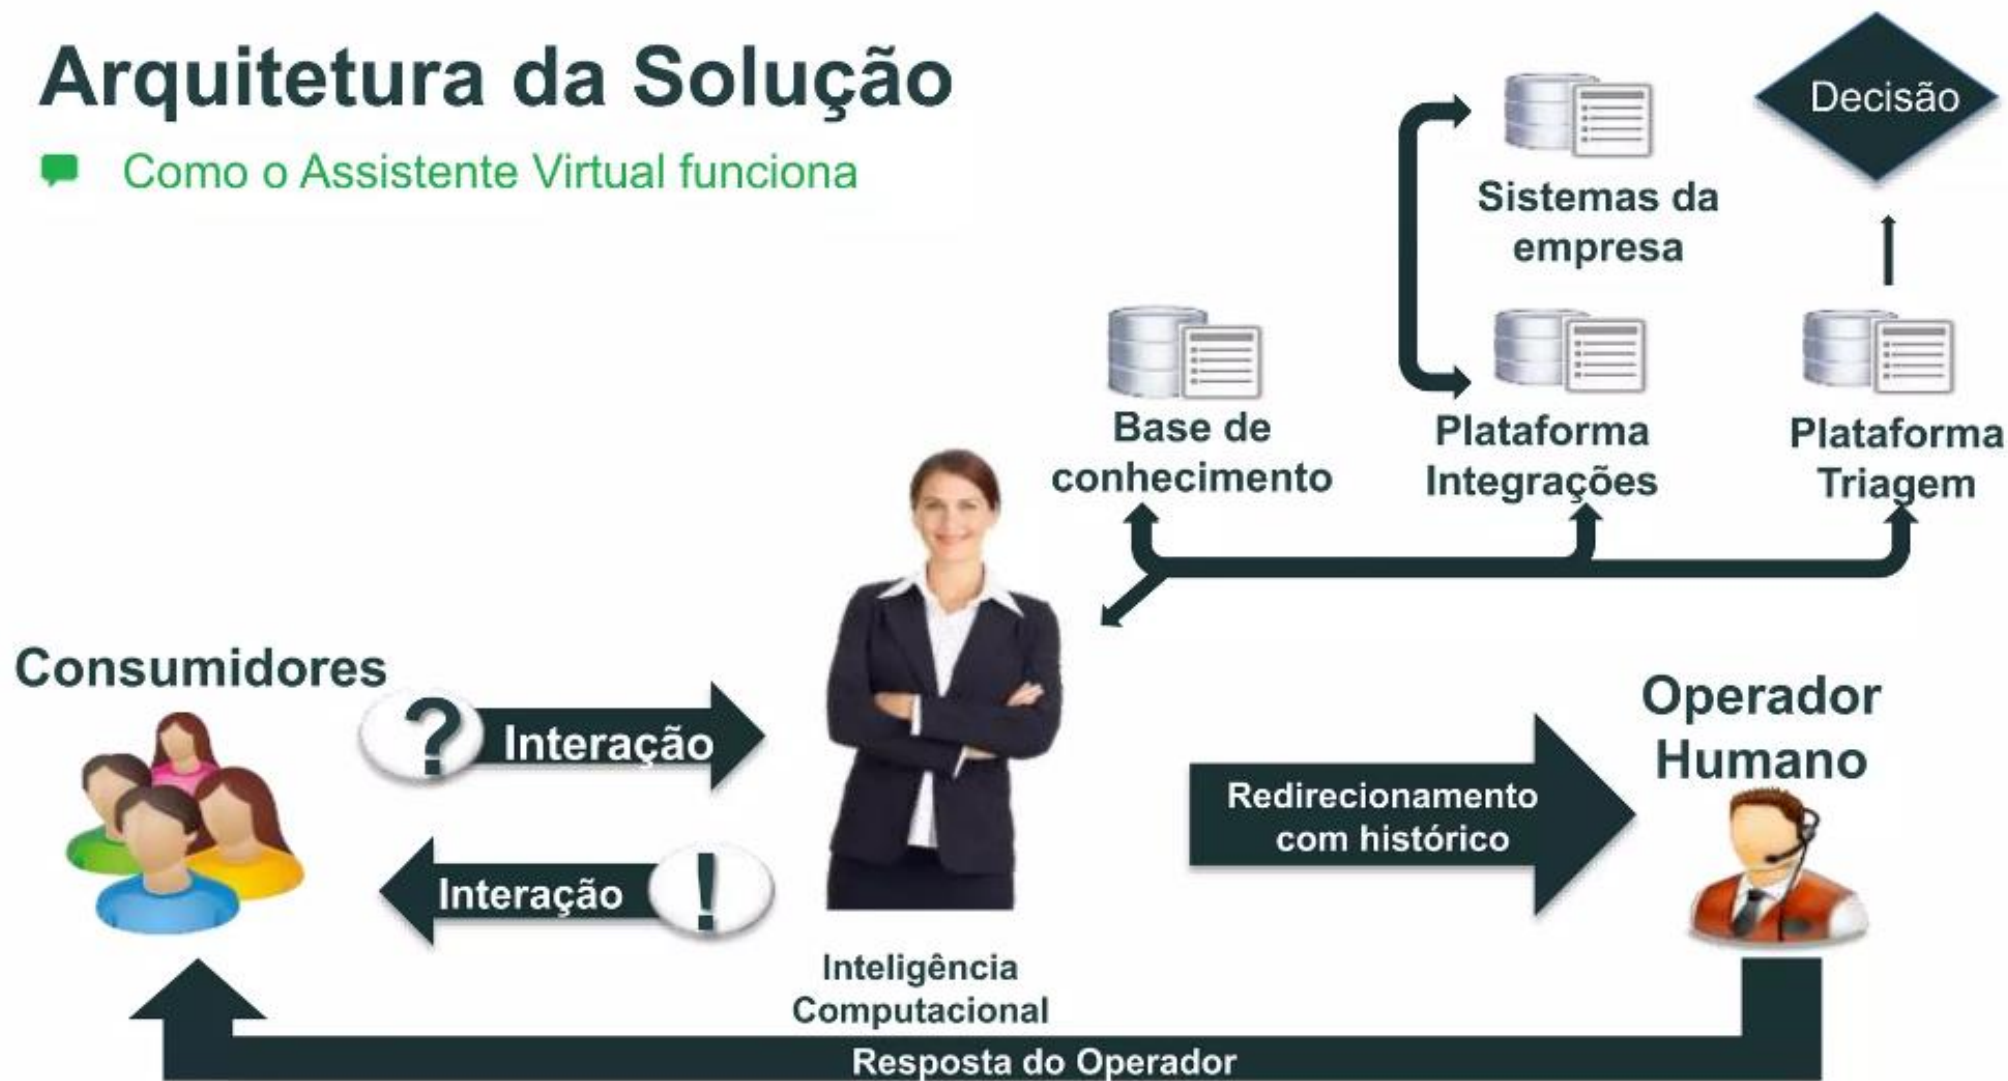 Arquitetura da Solução
Como o Assistente Virtual funciona
Decisão
Sistemas da
empresa
Base de
conhecimento
Plataforma
Integrações
Plataforma
Triagem
Consumidores
?
Interação
Interação
!
Inteligência
Computacional
Redirecionamento
com histórico
Operador
Humano
Resposta do Operador